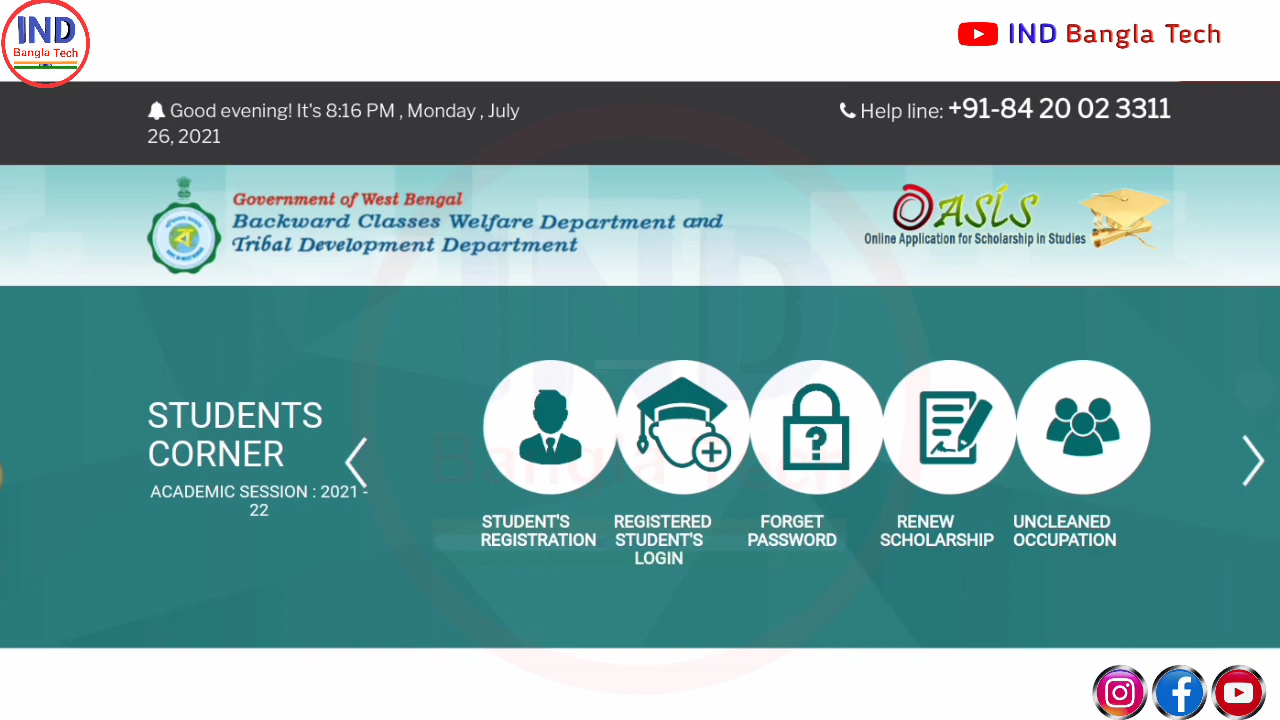 IND
Bangla Tech
IND Bangla Tech
Good evening! It's 8:16 PM , Monday , July
26, 2021
Help line: +91-84 20 02 3311
Government of West Bengal
Backward Classes Welfare Department and
Tribal Development Department
OASIS
Online Application for Scholarship in Studies
STUDENTS
CORNER
ACADEMIC SESSION : 2021 -
22
STUDENT'S
REGISTRATION
REGISTERED
STUDENT'S
LOGIN
FORGET
PASSWORD
RENEW
SCHOLARSHIP
UNCLEANED
OCCUPATION
IND
Bangla Tech